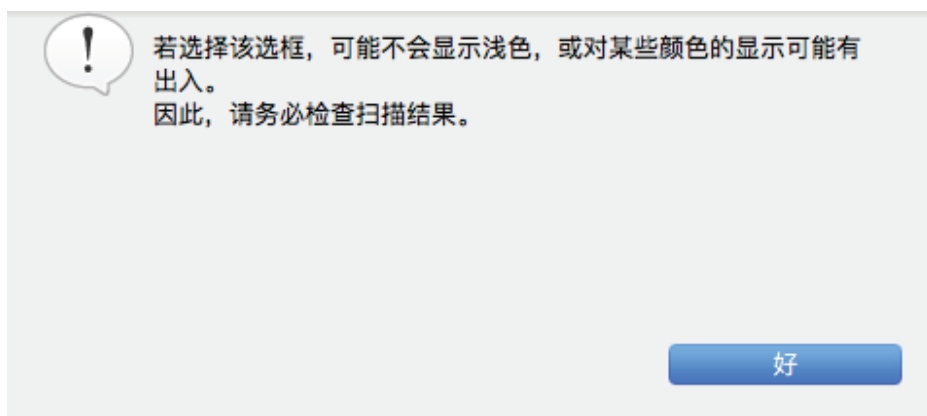 若选择该选框，可能不会显示浅色，或对某些颜色的显示可能有
出入。
因此，请务必检查扫描结果。
好